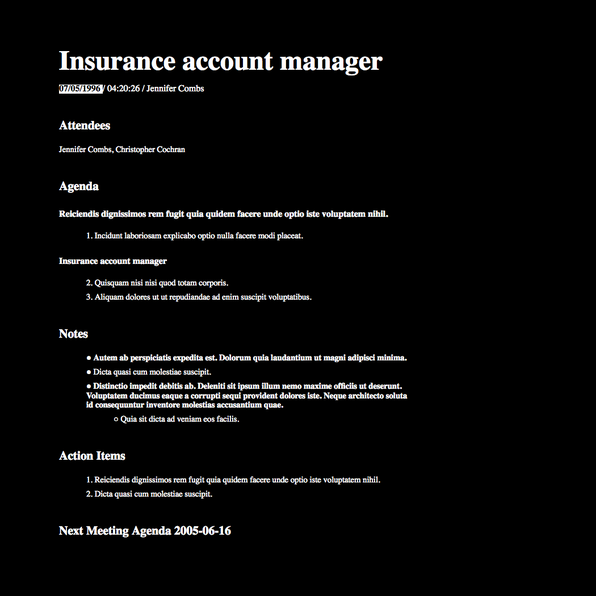 Insurance account manager
07/05/1996 / 04:20:26 / Jennifer Combs
Attendees
Jennifer Combs, Christopher Cochran
Agenda
Reiciendis dignissimos rem fugit quia quidem facere unde optio iste voluptatem nihil.
1. Incidunt laboriosam explicabo optio nulla facere modi placeat.
Insurance account manager
2. Quisquam nisi nisi quod totam corporis.
3. Aliquam dolores ut ut repudiandae ad enim suscipit voluptatibus.
Notes
● Autem ab perspiciatis expedita est. Dolorum quia laudantium ut magni adipisci minima.
● Dicta quasi cum molestiae suscipit.
● Distinctio impedit debitis ab. Deleniti sit ipsum illum nemo maxime officiis ut deserunt.
Voluptatem ducimus eaque a corrupti sequi provident dolores iste. Neque architecto soluta
id consequuntur inventore molestias accusantium quae.
○ Quia sit dicta ad veniam eos facilis.
Action Items
1. Reiciendis dignissimos rem fugit quia quidem facere unde optio iste voluptatem nihil.
2. Dicta quasi cum molestiae suscipit.
Next Meeting Agenda 2005-06-16